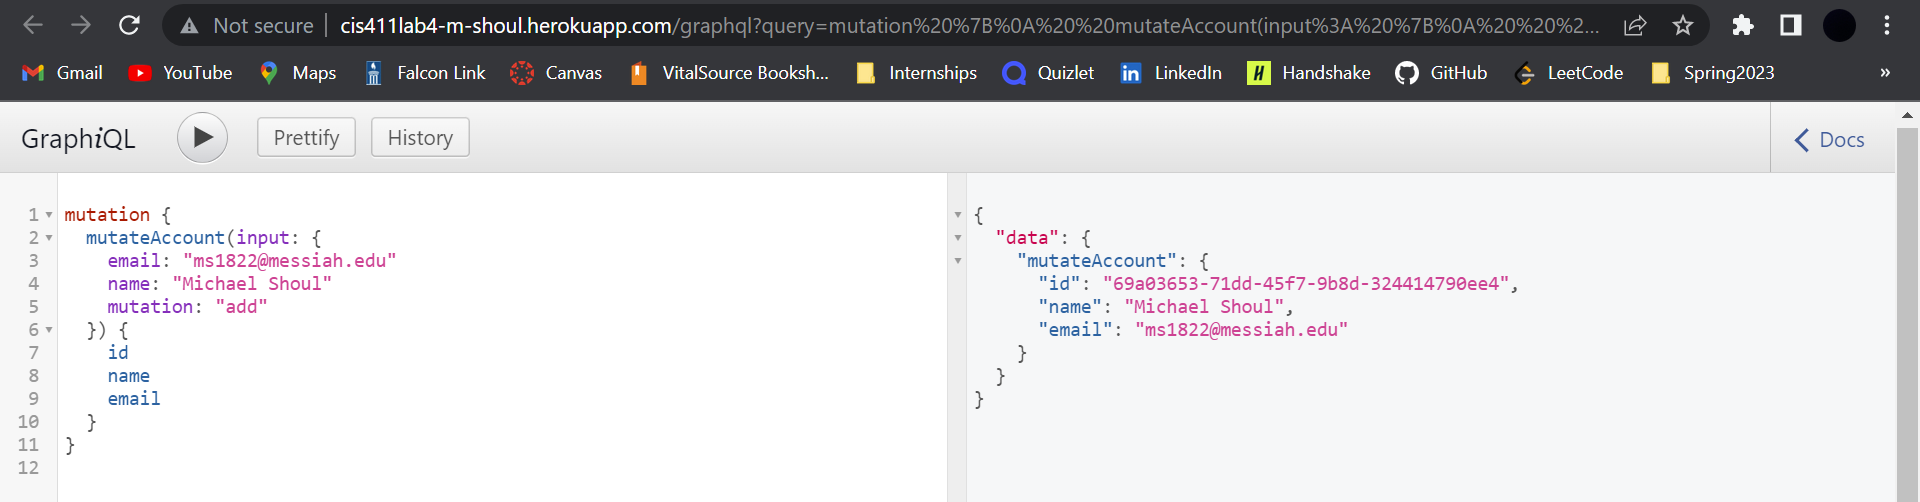 Not secure | cis411lab4-m-shoul.herokuapp.com/graphql?query=mutation%20%7B%0A%20%20mutateAccount(input%3A%20%7B%0A%20%20%2...
Gmail YouTube Maps Falcon Link Canvas VitalSource Booksh... Internships Quizlet LinkedIn Handshake GitHub LeetCode Spring2023 »
GraphiQL Prettify History Docs
1 mutation {
2 mutateAccount(input: {
3 email: "ms1822@messiah.edu"
4 name: "Michael Shoul"
5 mutation: "add"
6 }) {
7 id
8 name
9 email
10 }
11 }
12
{
"data": {
"mutateAccount": {
"id": "69a03653-71dd-45f7-9b8d-324414790ee4",
"name": "Michael Shoul",
"email": "ms1822@messiah.edu"
}
}
}